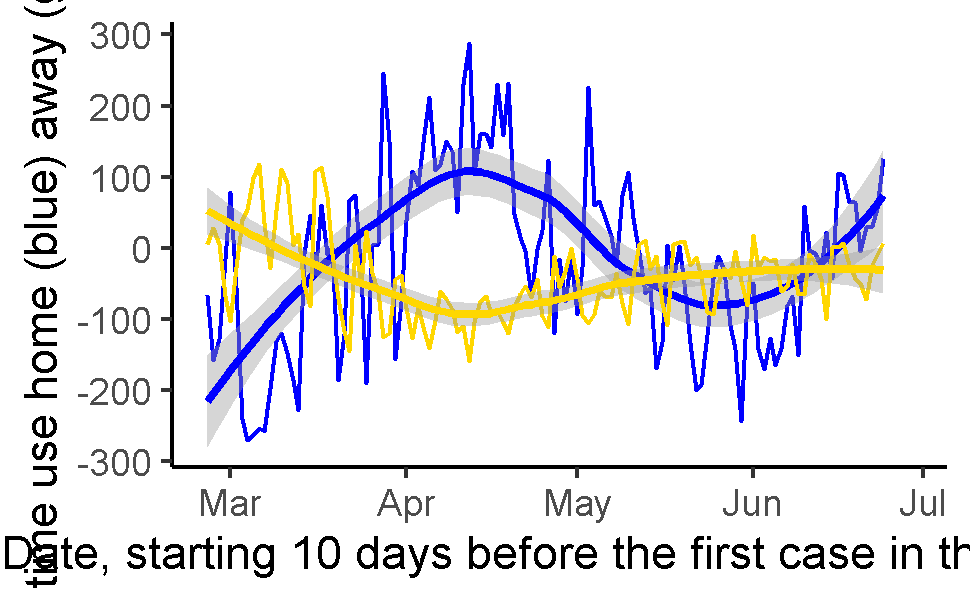 time use home (blue) away (
300
200
100
0
-100
-200
-300
Mar Apr May Jun Jul
Date, starting 10 days before the first case in th